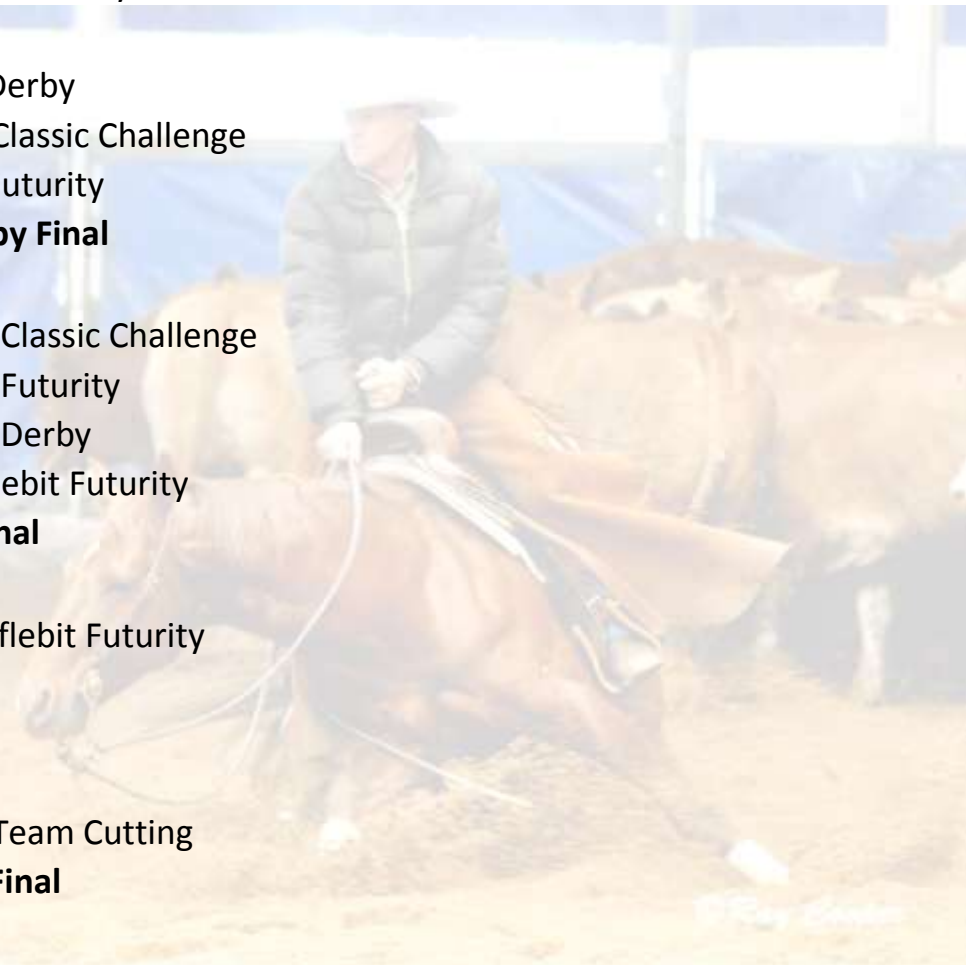 Derby
Classic Challenge
uturity
by Final
Classic Challenge
Futurity
Derby
ebit Futurity
nal
flebit Futurity
Team Cutting
Final